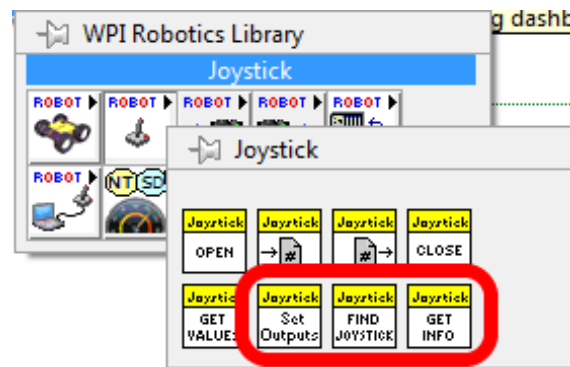 g dashb
WPI Robotics Library
Joystick
ROBOT ROBOT ROBOT ROBOT ROBOT
Joystick
ROBOT NT SD
Joystick Joystick Joystick Joystick
OPEN # # CLOSE
Joystick Joystick Joystick Joystick
GET VALUES Set Outputs FIND JOYSTICK GET INFO